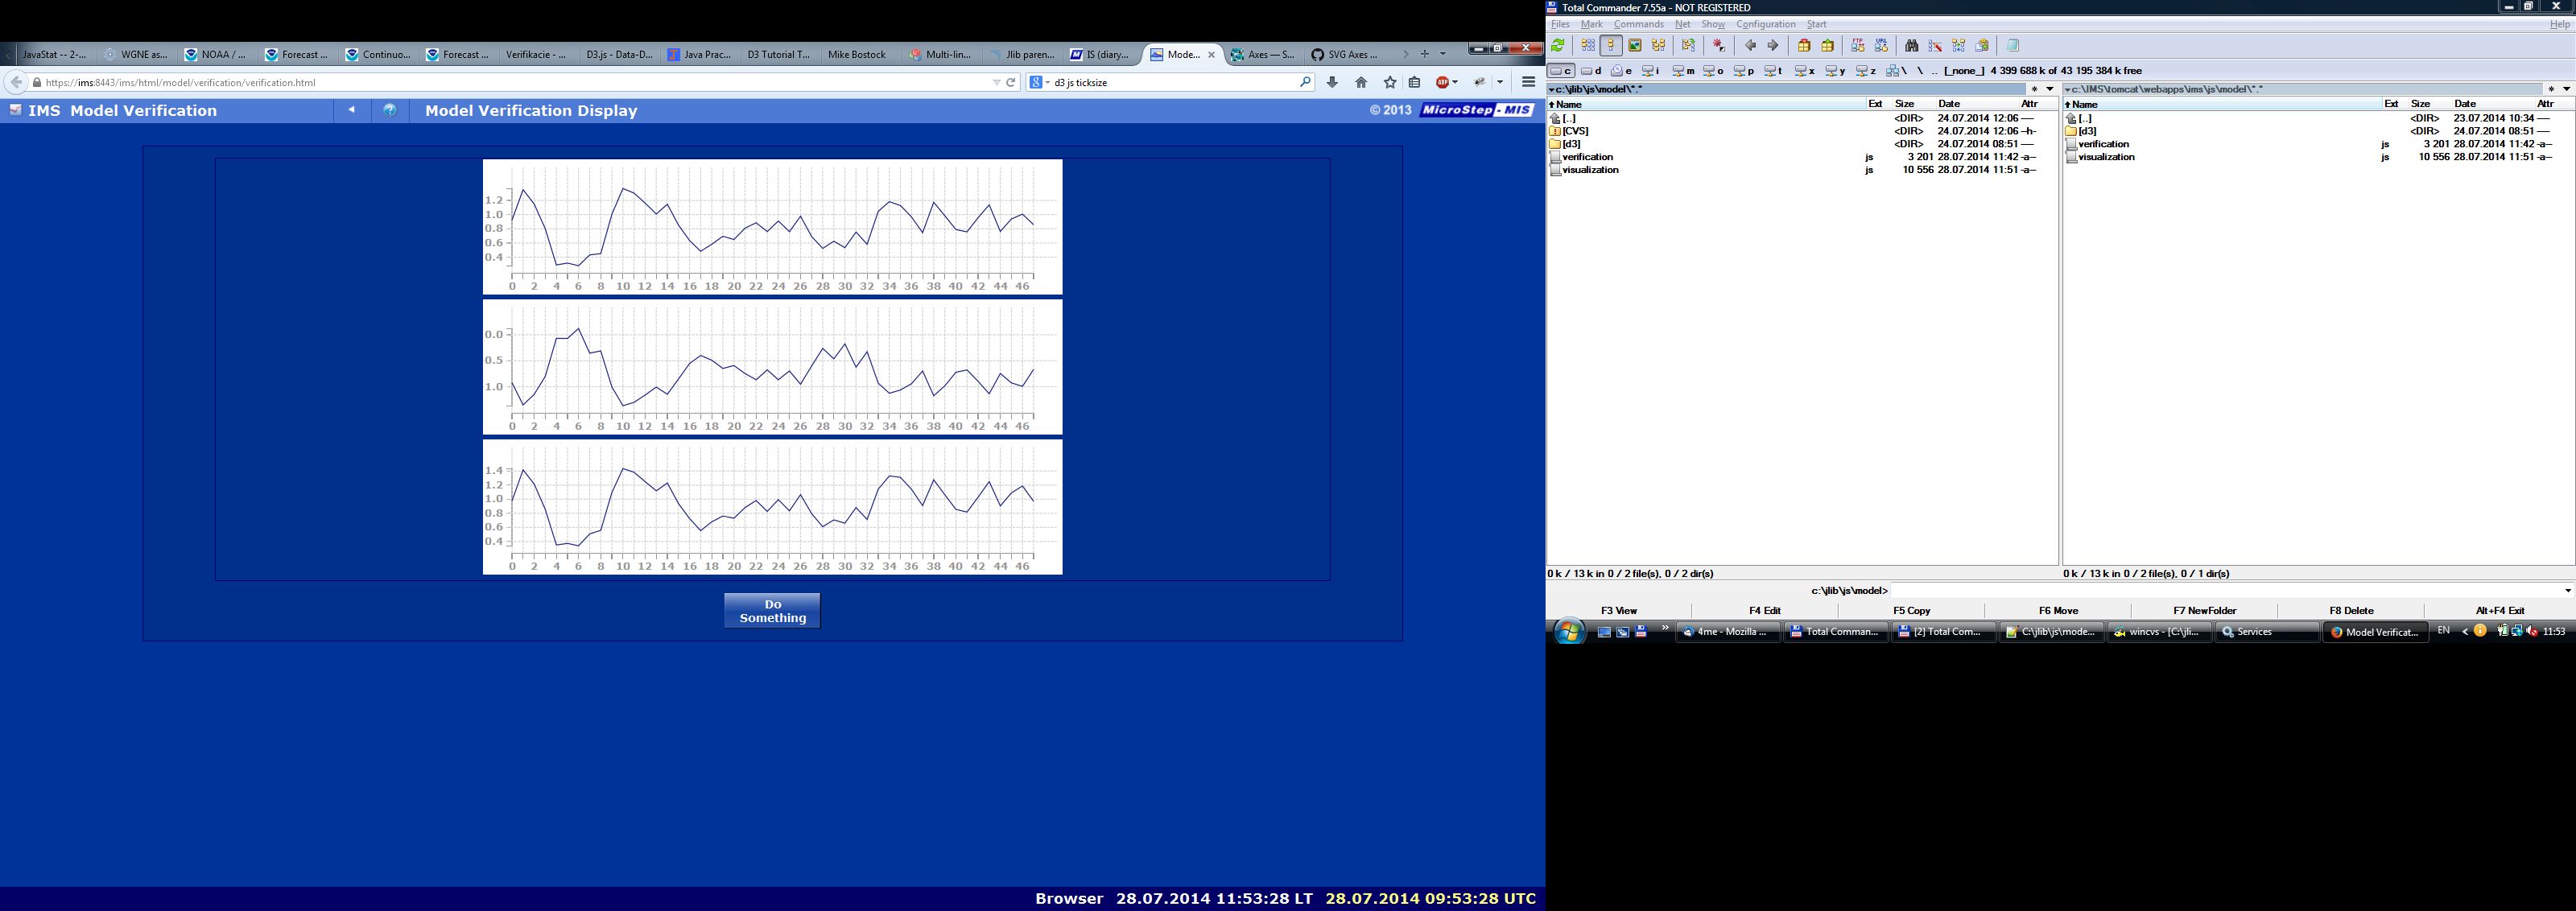 JavaStat -- 2-... WGNE as... NOAA / ... Forecast ... Continuo... Forecast ... Verifikacie - ... D3.js - Data-D... Java Prac... D3 Tutorial T... Mike Bostock Multi-lin... Jlib paren... IS (diary... Mode... Axes — S... SVG Axes ...
https://ims:8443/ims/html/model/verification/verification.html d3 js ticksize
IMS Model Verification Model Verification Display © 2013 MicroStep - MIS
1.2
1.0
0.8
0.6
0.4
0 2 4 6 8 10 12 14 16 18 20 22 24 26 28 30 32 34 36 38 40 42 44 46
0.0
0.5
1.0
0 2 4 6 8 10 12 14 16 18 20 22 24 26 28 30 32 34 36 38 40 42 44 46
1.4
1.2
1.0
0.8
0.6
0.4
0 2 4 6 8 10 12 14 16 18 20 22 24 26 28 30 32 34 36 38 40 42 44 46
Do
Something
Browser 28.07.2014 11:53:28 LT 28.07.2014 09:53:28 UTC
Total Commander 7.55a - NOT REGISTERED
Files Mark Commands Net Show Configuration Start Help
c d e i m o p t x y z \ \ .. [_none_] 4 399 688 k of 43 195 384 k free
c:\jlib\js\model\*.* * 
Name Ext Size Date Attr
[..] <DIR> 24.07.2014 12:06 ----
[CVS] <DIR> 24.07.2014 12:06 --h-
[d3] <DIR> 24.07.2014 08:51 ----
verification js 3 201 28.07.2014 11:42 -a--
visualization js 10 556 28.07.2014 11:51 -a--
0 k / 13 k in 0 / 2 file(s), 0 / 2 dir(s)
c:\IMS\tomcat\webapps\ims\js\model\*.* *
Name Ext Size Date Attr
[..] <DIR> 23.07.2014 10:34 ----
[d3] <DIR> 24.07.2014 08:51 ----
verification js 3 201 28.07.2014 11:42 -a--
visualization js 10 556 28.07.2014 11:51 -a--
0 k / 13 k in 0 / 2 file(s), 0 / 1 dir(s)
c:\jlib\js\model>
F3 View F4 Edit F5 Copy F6 Move F7 NewFolder F8 Delete Alt+F4 Exit
4me - Mozilla ... Total Comman... [2] Total Com... C:\jlib\js\mode... wincvs - [C:\jli... Services Model Verificat... EN 11:53